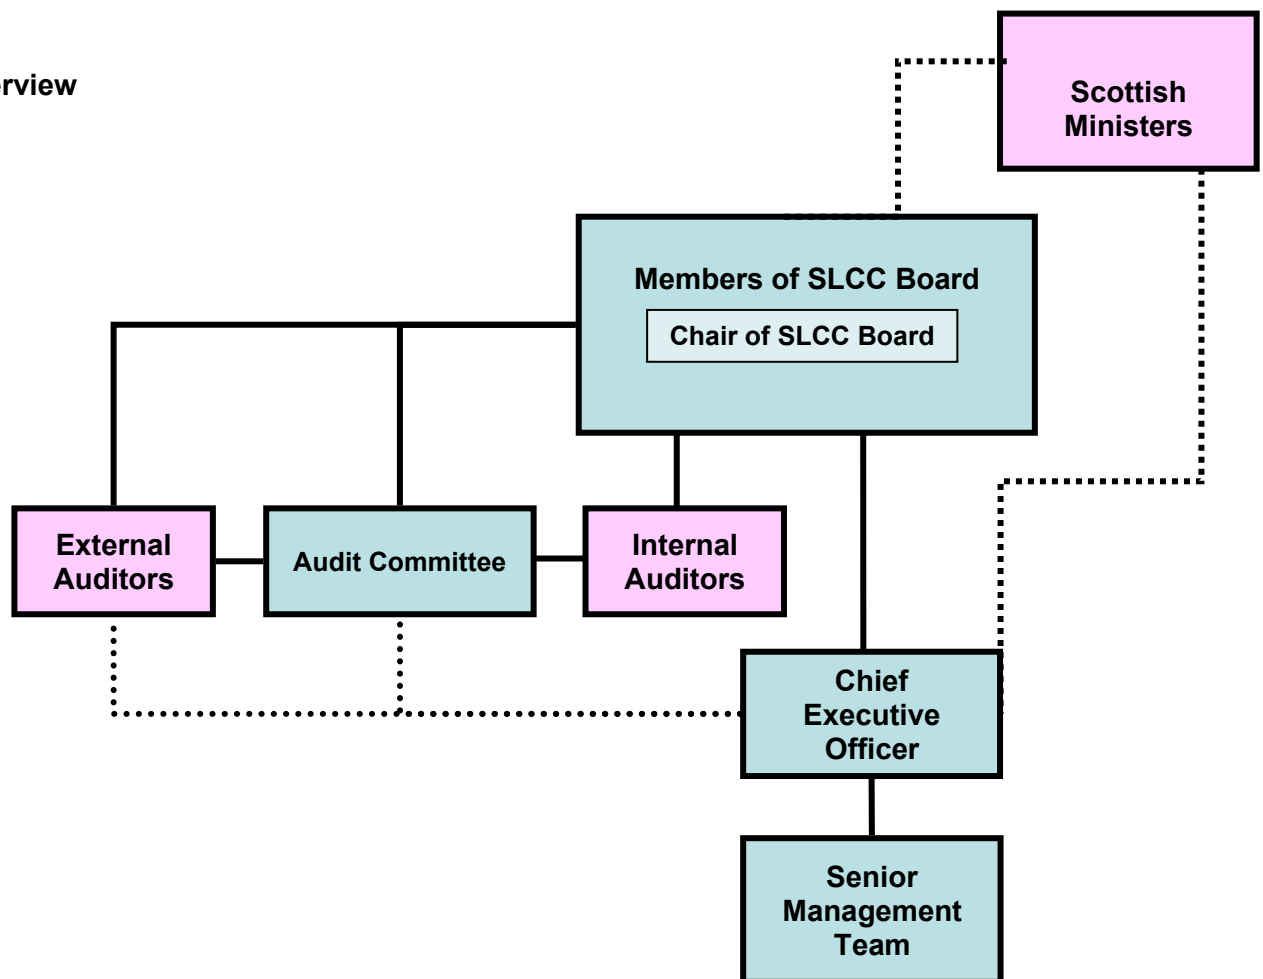 erview
Scottish
Ministers
Members of SLCC Board
Chair of SLCC Board
External
Auditors
Audit Committee
Internal
Auditors
Chief
Executive
Officer
Senior
Management
Team